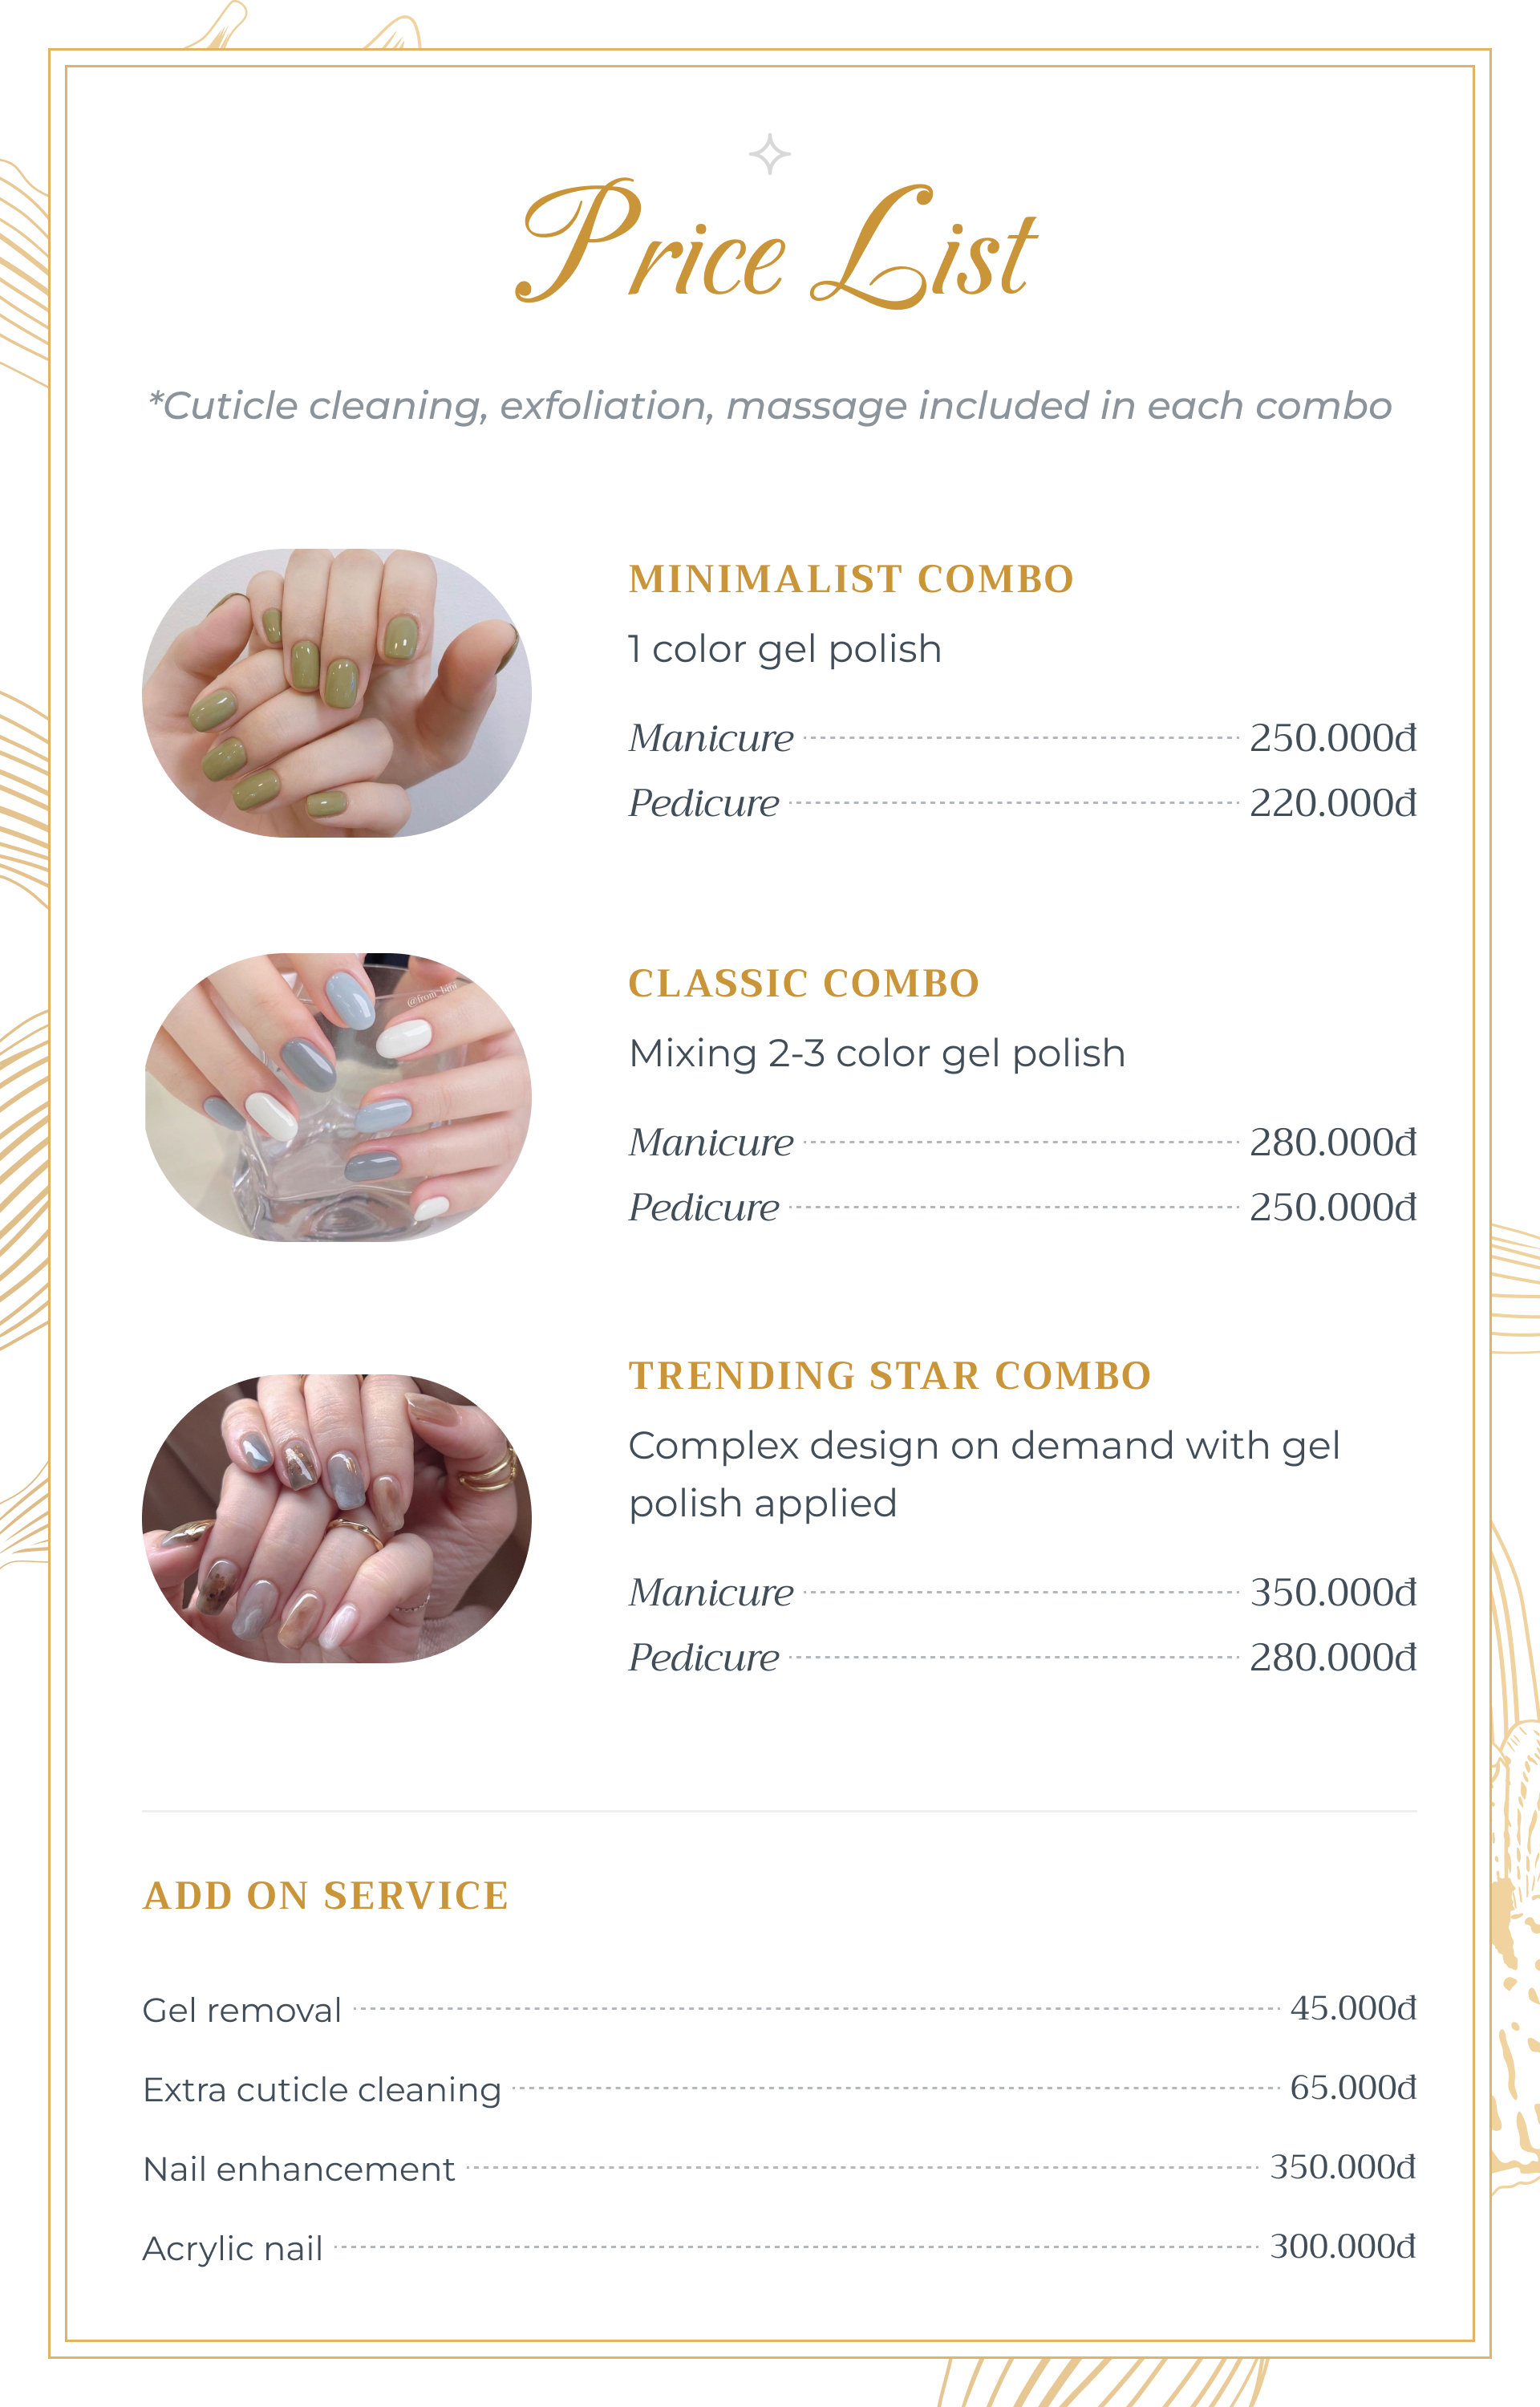 Price List
*Cuticle cleaning, exfoliation, massage included in each combo
MINIMALIST COMBO
1 color gel polish
Manicure 250.000đ
Pedicure 220.000đ
CLASSIC COMBO
Mixing 2-3 color gel polish
Manicure 280.000đ
Pedicure 250.000đ
TRENDING STAR COMBO
Complex design on demand with gel
polish applied
Manicure 350.000đ
Pedicure 280.000đ
ADD ON SERVICE
Gel removal 45.000đ
Extra cuticle cleaning 65.000đ
Nail enhancement 350.000đ
Acrylic nail 300.000đ